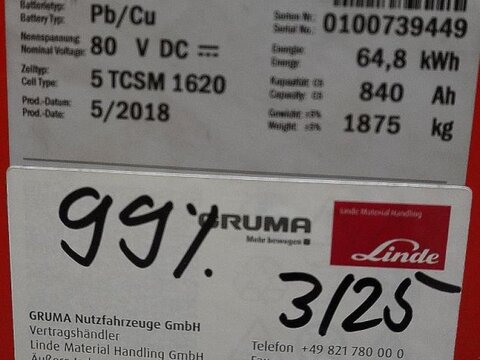 Batterietyp:
Battery Type: Pb/Cu
Serien Nr
Serial No.: 0100739449
Nennspannung:
Nominal Voltage: 80 V DC
Energie:
Energy: 64,8 kWh
Zelltyp:
Cell Type: 5 TCSM 1620
Kapazität C5
Capacity: C5 840 Ah
Prod.-Datum:
Prod.-Date: 5/2018
Gewicht: ±5%
Weight: ±5% 1875 kg
99%
GRUMA
Mehr bewegen
Linde Material Handling
Linde
3/25
GRUMA Nutzfahrzeuge GmbH
Vertragshändler
Linde Material Handling GmbH
Telefon +49 821 780 00 0